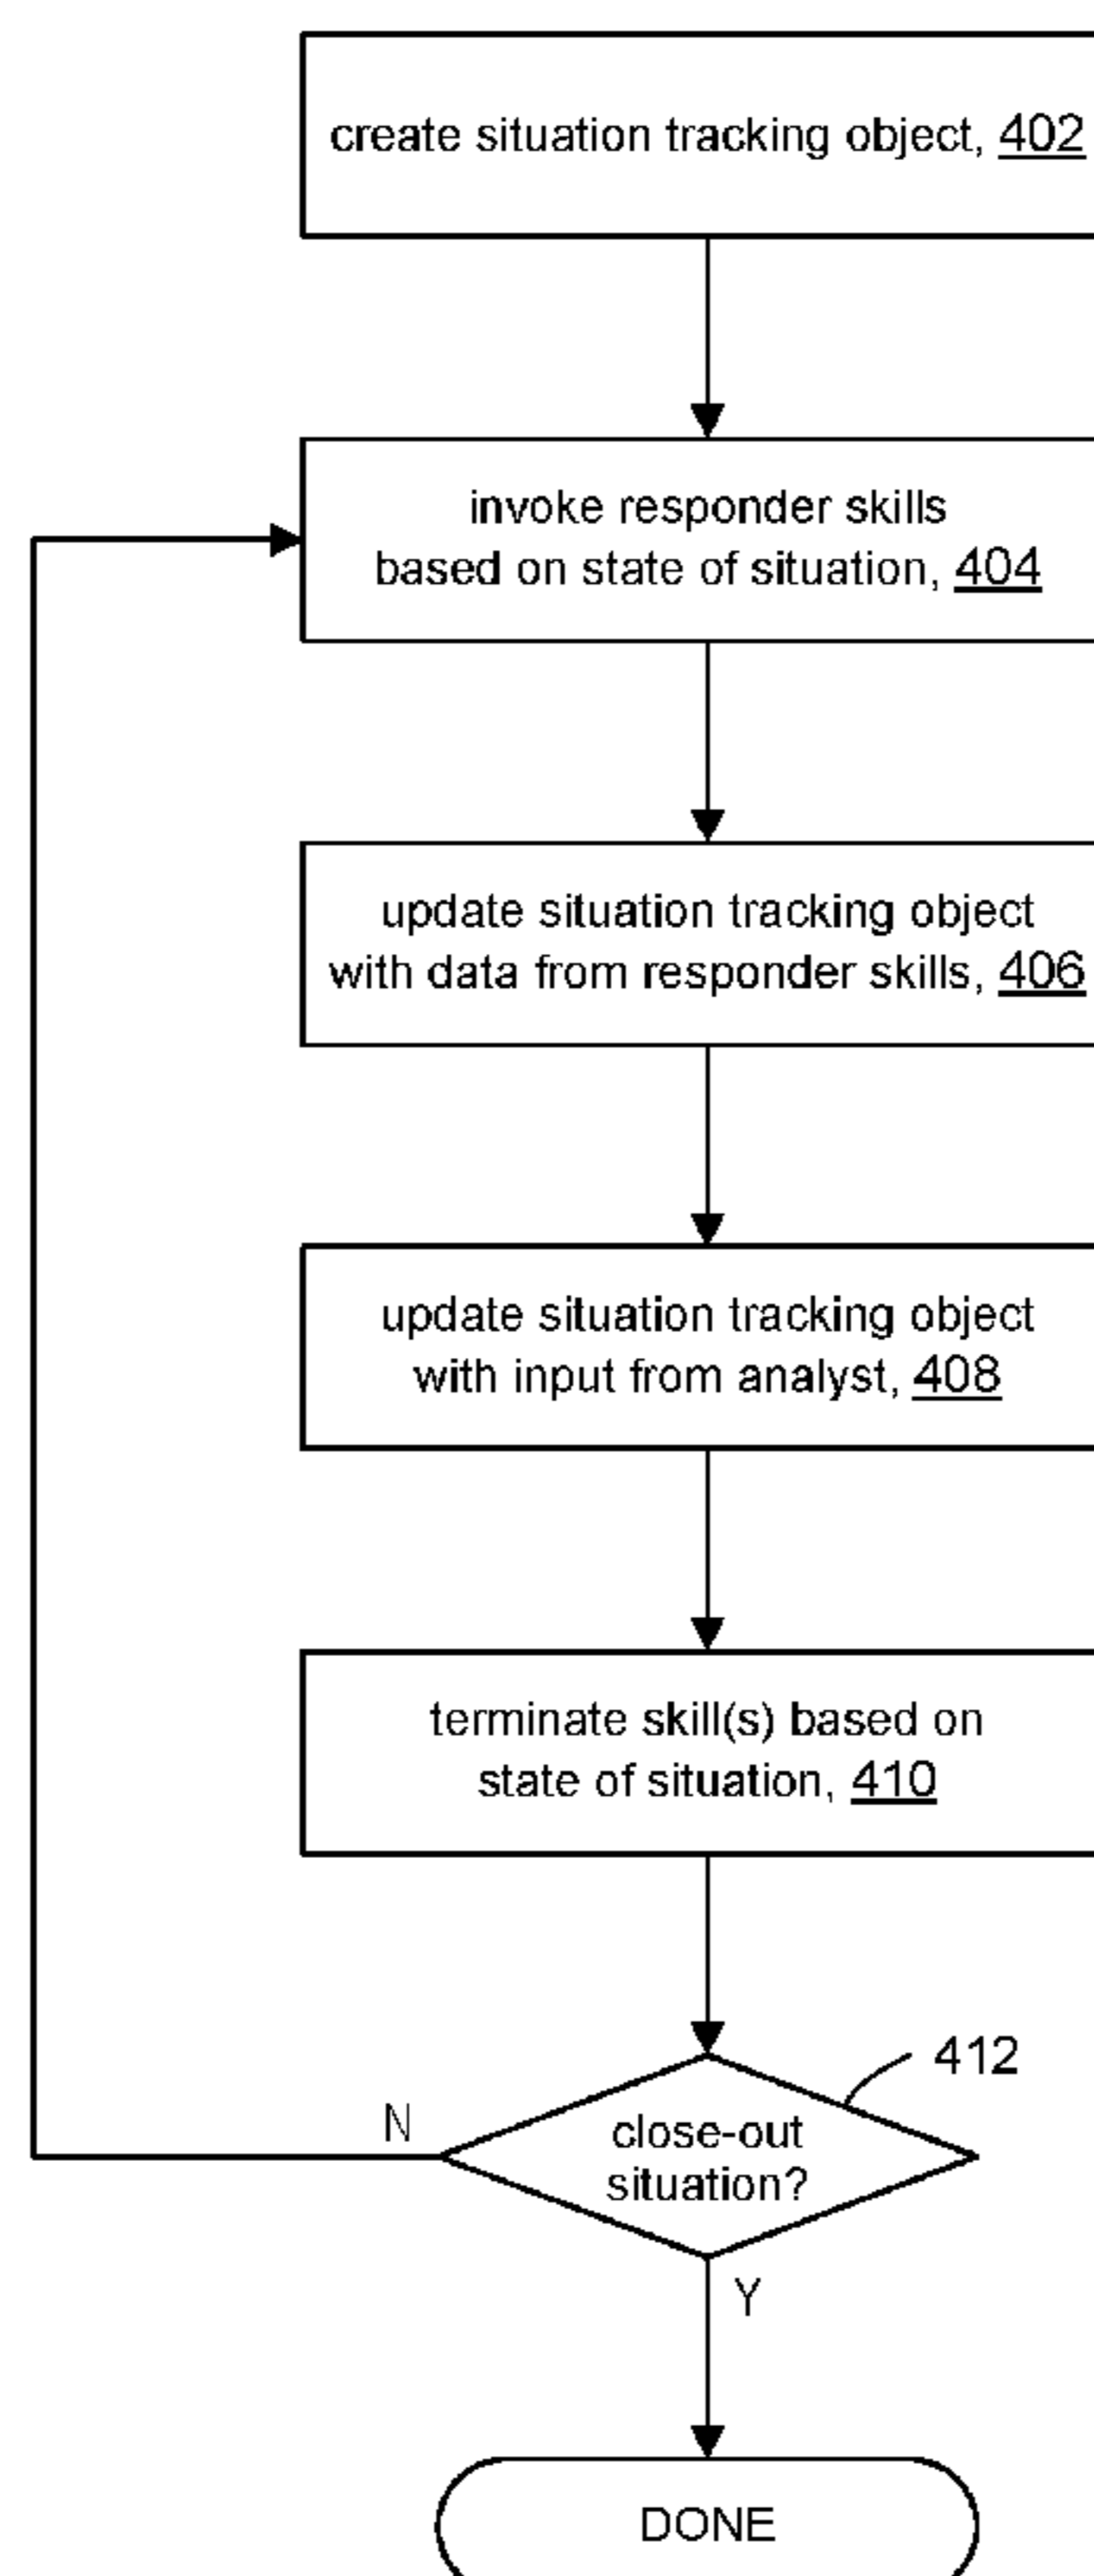 create situation tracking object, 402
invoke responder skills
based on state of situation, 404
update situation tracking object
with data from responder skills, 406
update situation tracking object
with input from analyst, 408
terminate skill(s) based on
state of situation, 410
412
close-out
situation?
N
Y
DONE